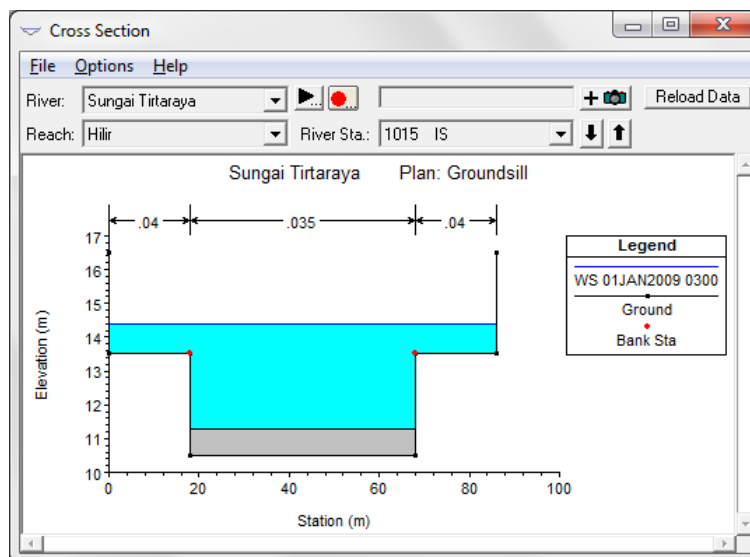 Cross Section
File Options Help
River: Sungai Tirtaraya Reload Data
Reach: Hilir River Sta.: 1015 IS
Sungai Tirtaraya Plan: Groundsill
.04 .035 .04
17
16
15
14
13
12
11
10
Elevation (m)
0 20 40 60 80 100
Station (m)
Legend
WS 01JAN2009 0300
Ground
Bank Sta